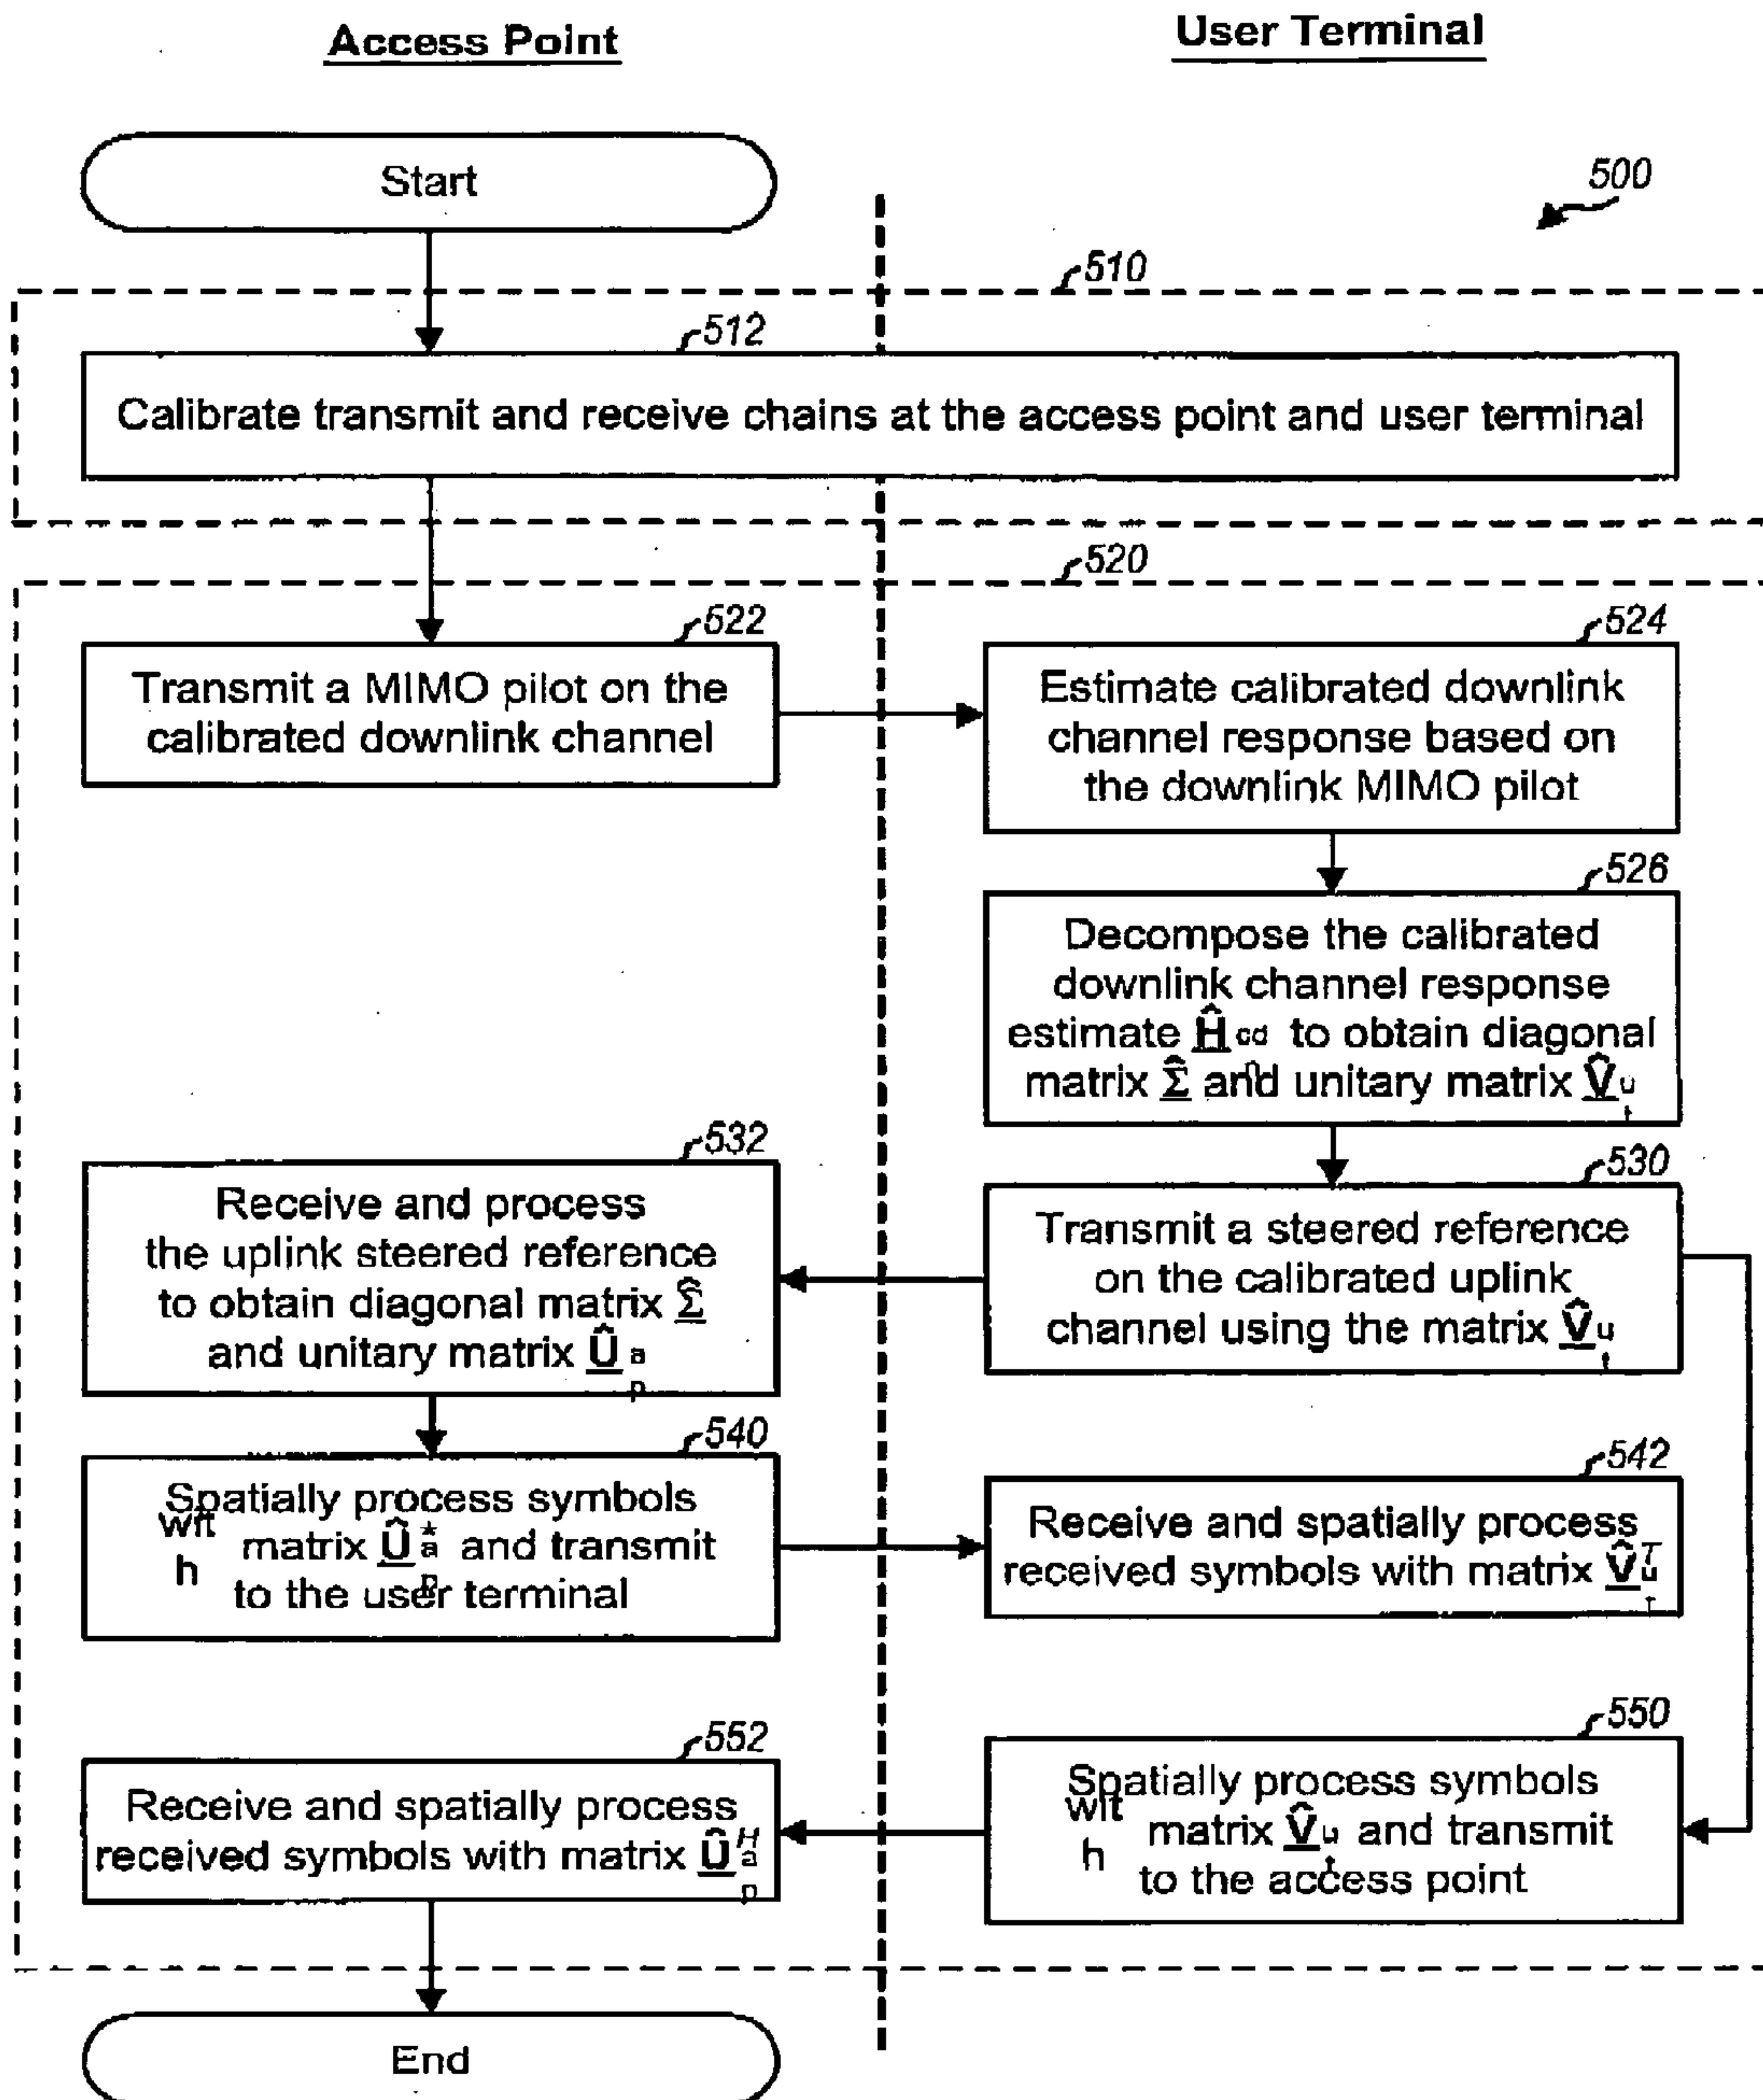 Access Point
User Terminal
Start
500
510
512
Calibrate transmit and receive chains at the access point and user terminal
520
522
Transmit a MIMO pilot on the
calibrated downlink channel
524
Estimate calibrated downlink
channel response based on
the downlink MIMO pilot
526
Decompose the calibrated
downlink channel response
estimate Ĥcd to obtain diagonal
matrix Σ̂ and unitary matrix V̂ut
530
Transmit a steered reference
on the calibrated uplink
channel using the matrix V̂ut
532
Receive and process
the uplink steered reference
to obtain diagonal matrix Σ̂
and unitary matrix Ûap
540
Spatially process symbols
with matrix Û*ap and transmit
to the user terminal
542
Receive and spatially process
received symbols with matrix V̂Tut
550
Spatially process symbols
with matrix V̂ut and transmit
to the access point
552
Receive and spatially process
received symbols with matrix ÛHap
End